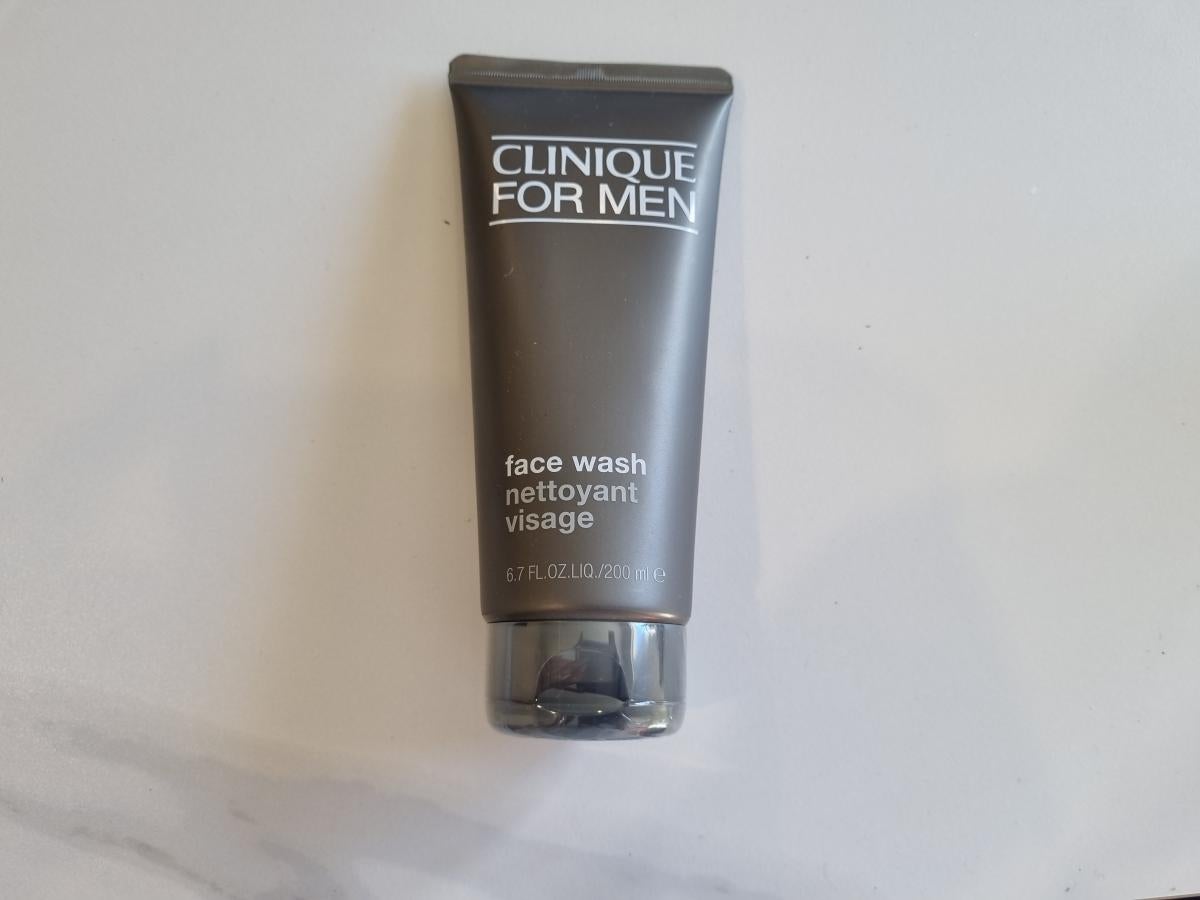 CLINIQUE
FOR MEN
face wash
nettoyant
visage
6.7 FL.OZ.LIQ./200 ml ℮